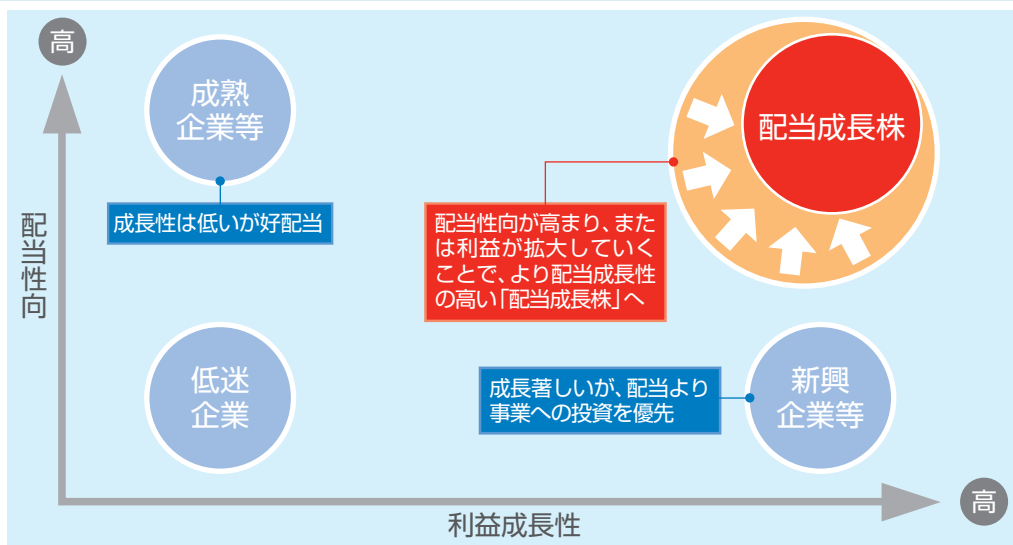 高
成熟
企業等
成長性は低いが好配当
配当成長株
配当性向が高まり、また
は利益が拡大していく
ことで、より配当成長性
の高い「配当成長株」へ
配当性向
低迷
企業
成長著しいが、配当より
事業への投資を優先
新興
企業等
高
利益成長性